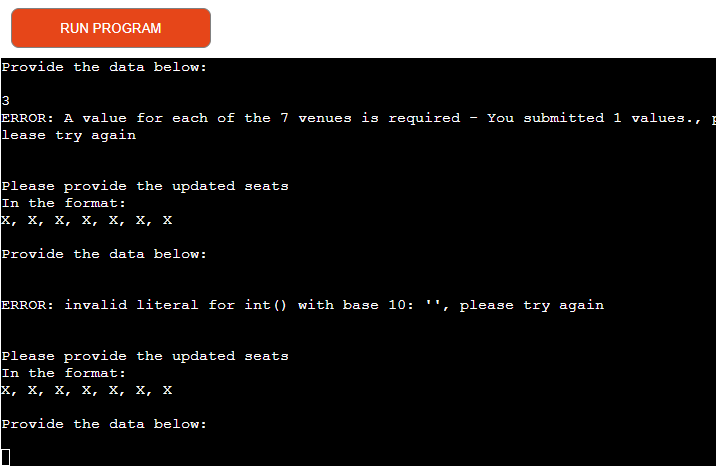 RUN PROGRAM
Provide the data below:
3
ERROR: A value for each of the 7 venues is required - You submitted 1 values., p
lease try again
Please provide the updated seats
In the format:
X, X, X, X, X, X, X
Provide the data below:
ERROR: invalid literal for int() with base 10: '', please try again
Please provide the updated seats
In the format:
X, X, X, X, X, X, X
Provide the data below: